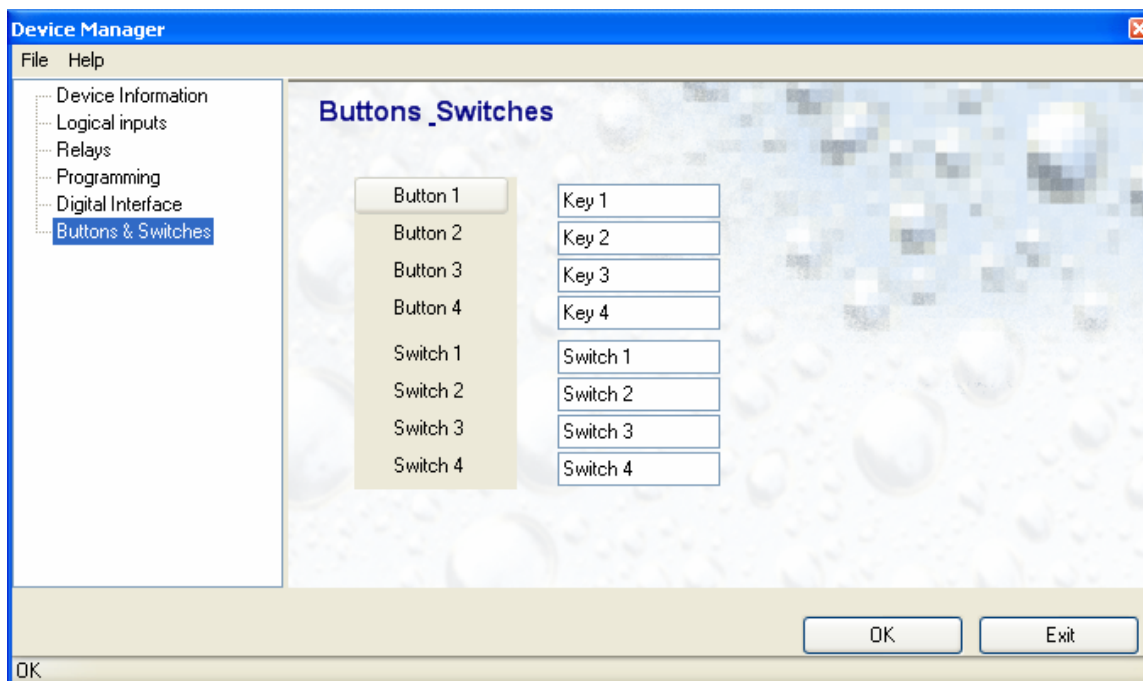 Device Manager
File Help
Device Information
Logical inputs
Relays
Programming
Digital Interface
Buttons & Switches
Buttons _Switches
Button 1 Key 1
Button 2 Key 2
Button 3 Key 3
Button 4 Key 4
Switch 1 Switch 1
Switch 2 Switch 2
Switch 3 Switch 3
Switch 4 Switch 4
OK Exit
OK